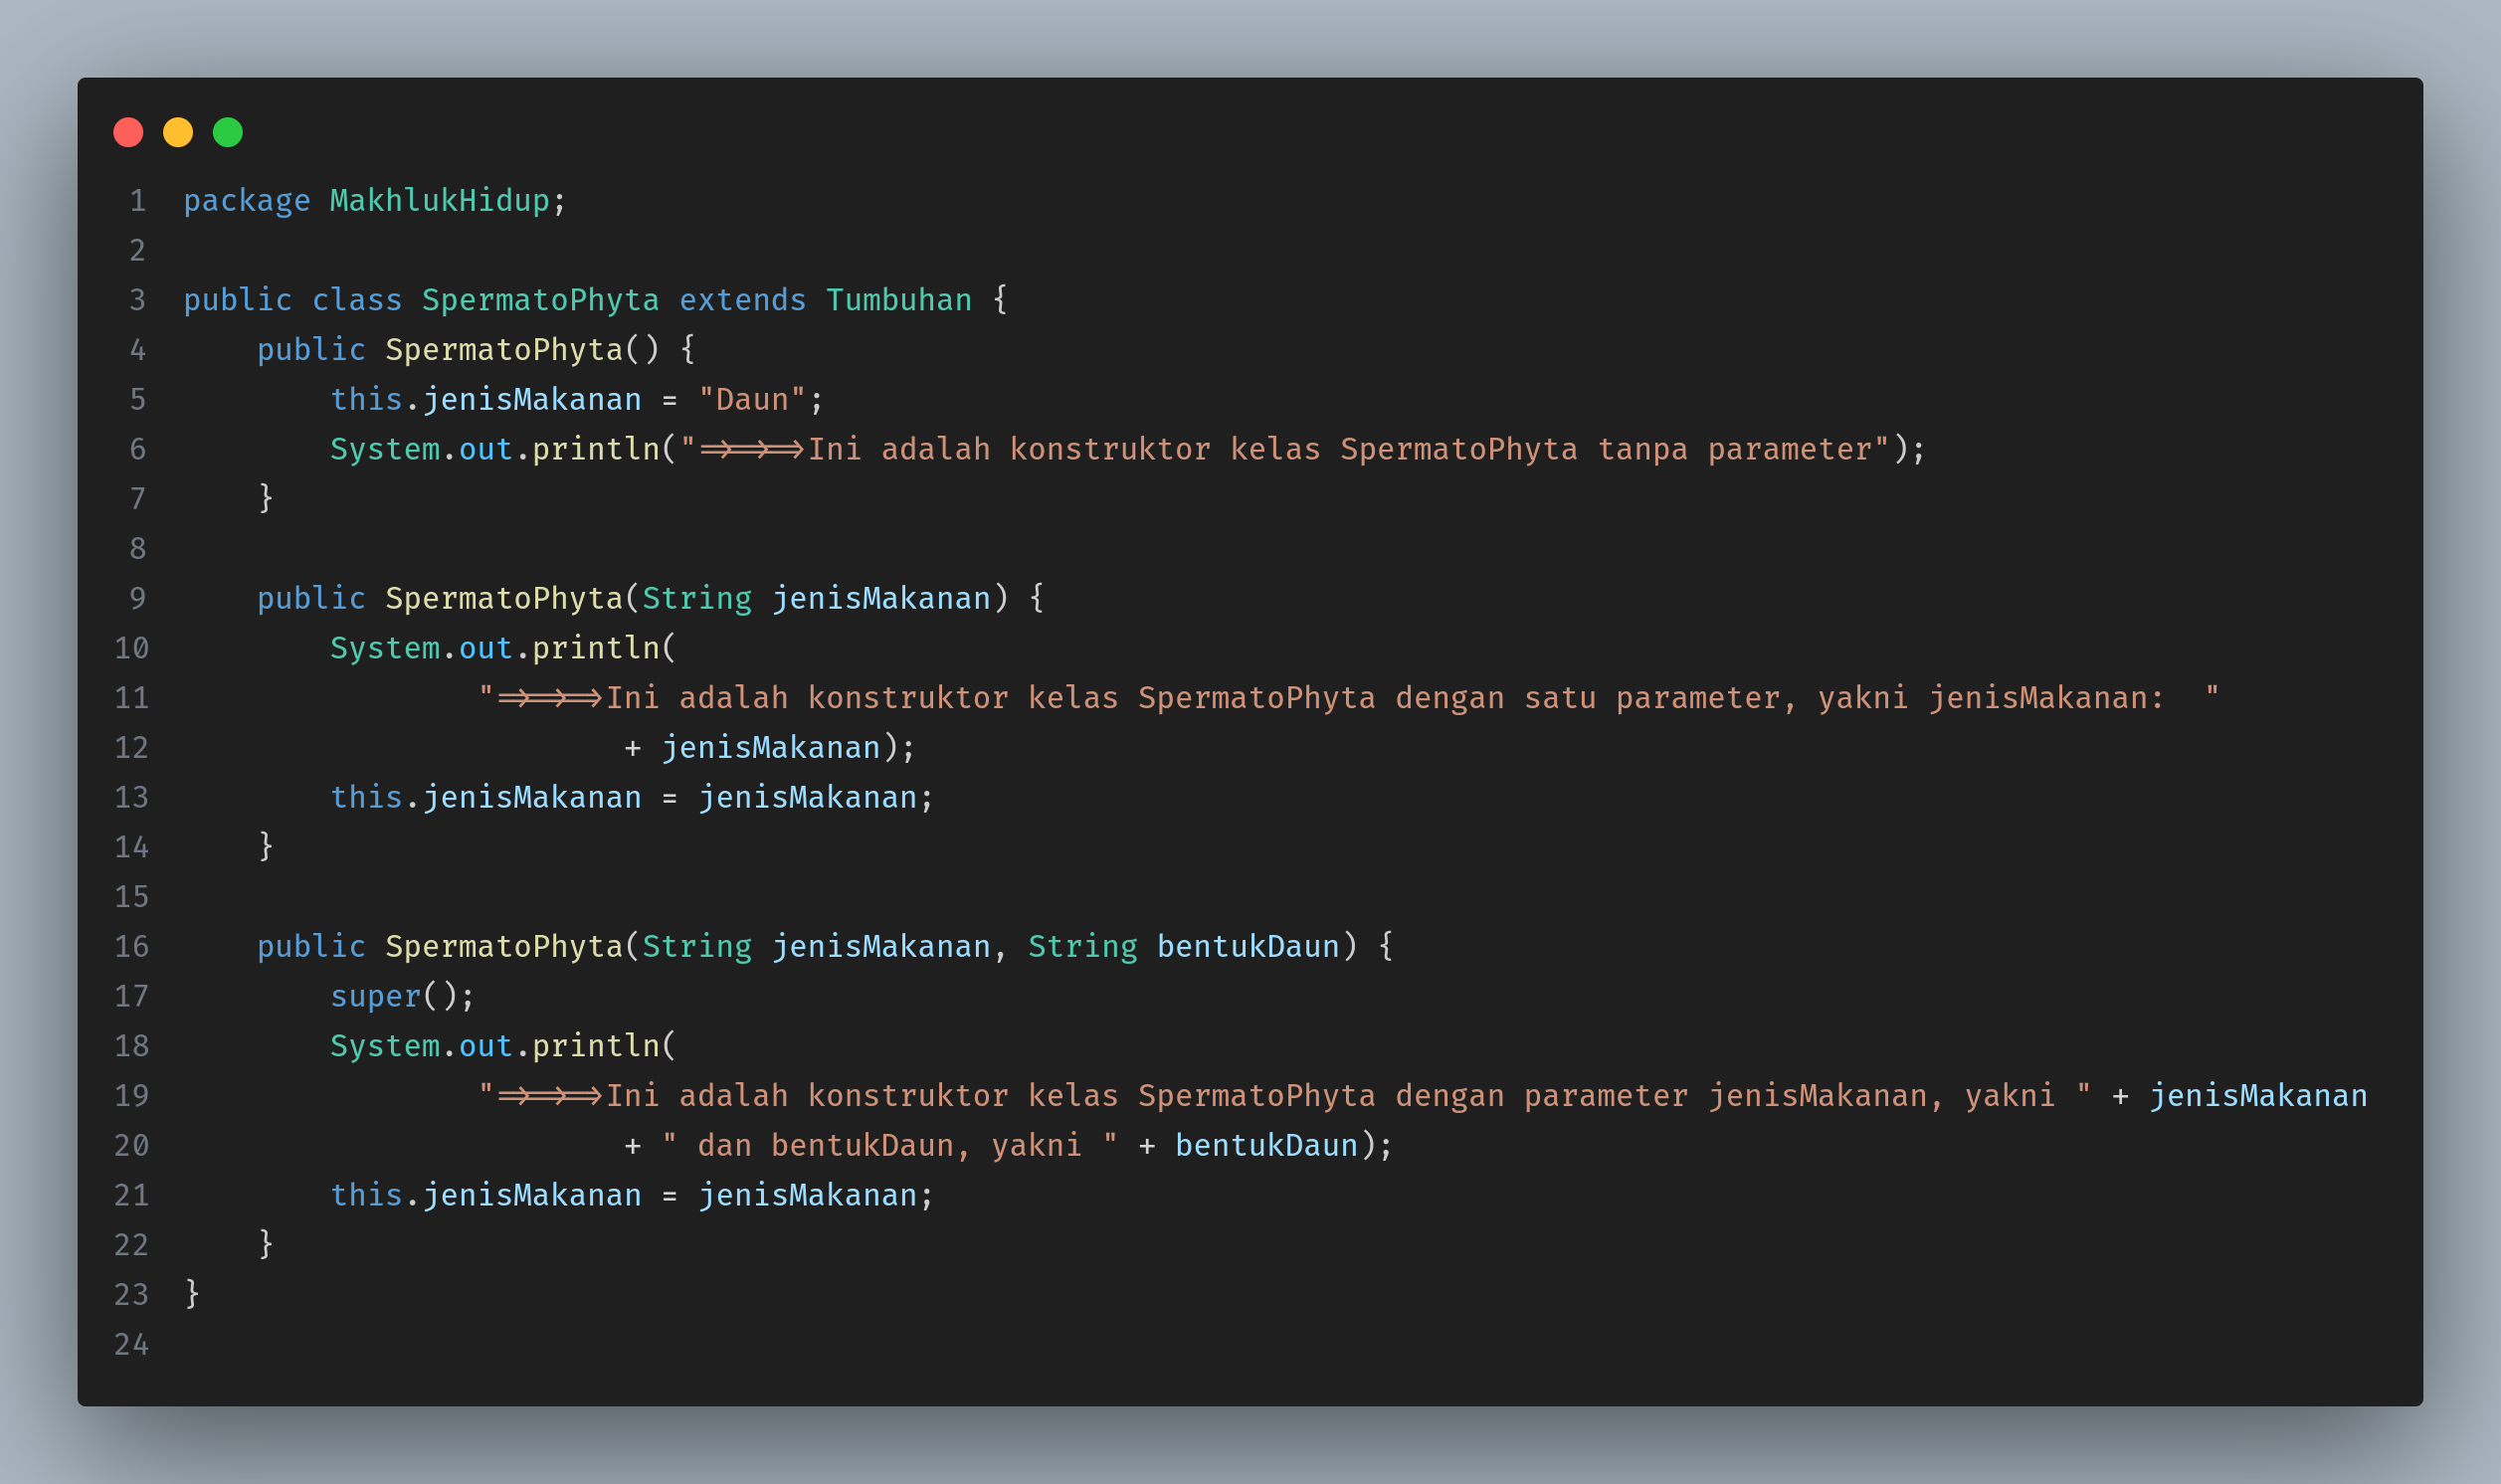 1 package MakhlukHidup;
2
3 public class SpermatoPhyta extends Tumbuhan {
4     public SpermatoPhyta() {
5         this.jenisMakanan = "Daun";
6         System.out.println("=>=>=>Ini adalah konstruktor kelas SpermatoPhyta tanpa parameter");
7     }
8
9     public SpermatoPhyta(String jenisMakanan) {
10         System.out.println(
11                 "=>=>=>Ini adalah konstruktor kelas SpermatoPhyta dengan satu parameter, yakni jenisMakanan:  "
12                         + jenisMakanan);
13         this.jenisMakanan = jenisMakanan;
14     }
15
16     public SpermatoPhyta(String jenisMakanan, String bentukDaun) {
17         super();
18         System.out.println(
19                 "=>=>=>Ini adalah konstruktor kelas SpermatoPhyta dengan parameter jenisMakanan, yakni " + jenisMakanan
20                         + " dan bentukDaun, yakni " + bentukDaun);
21         this.jenisMakanan = jenisMakanan;
22     }
23 }
24